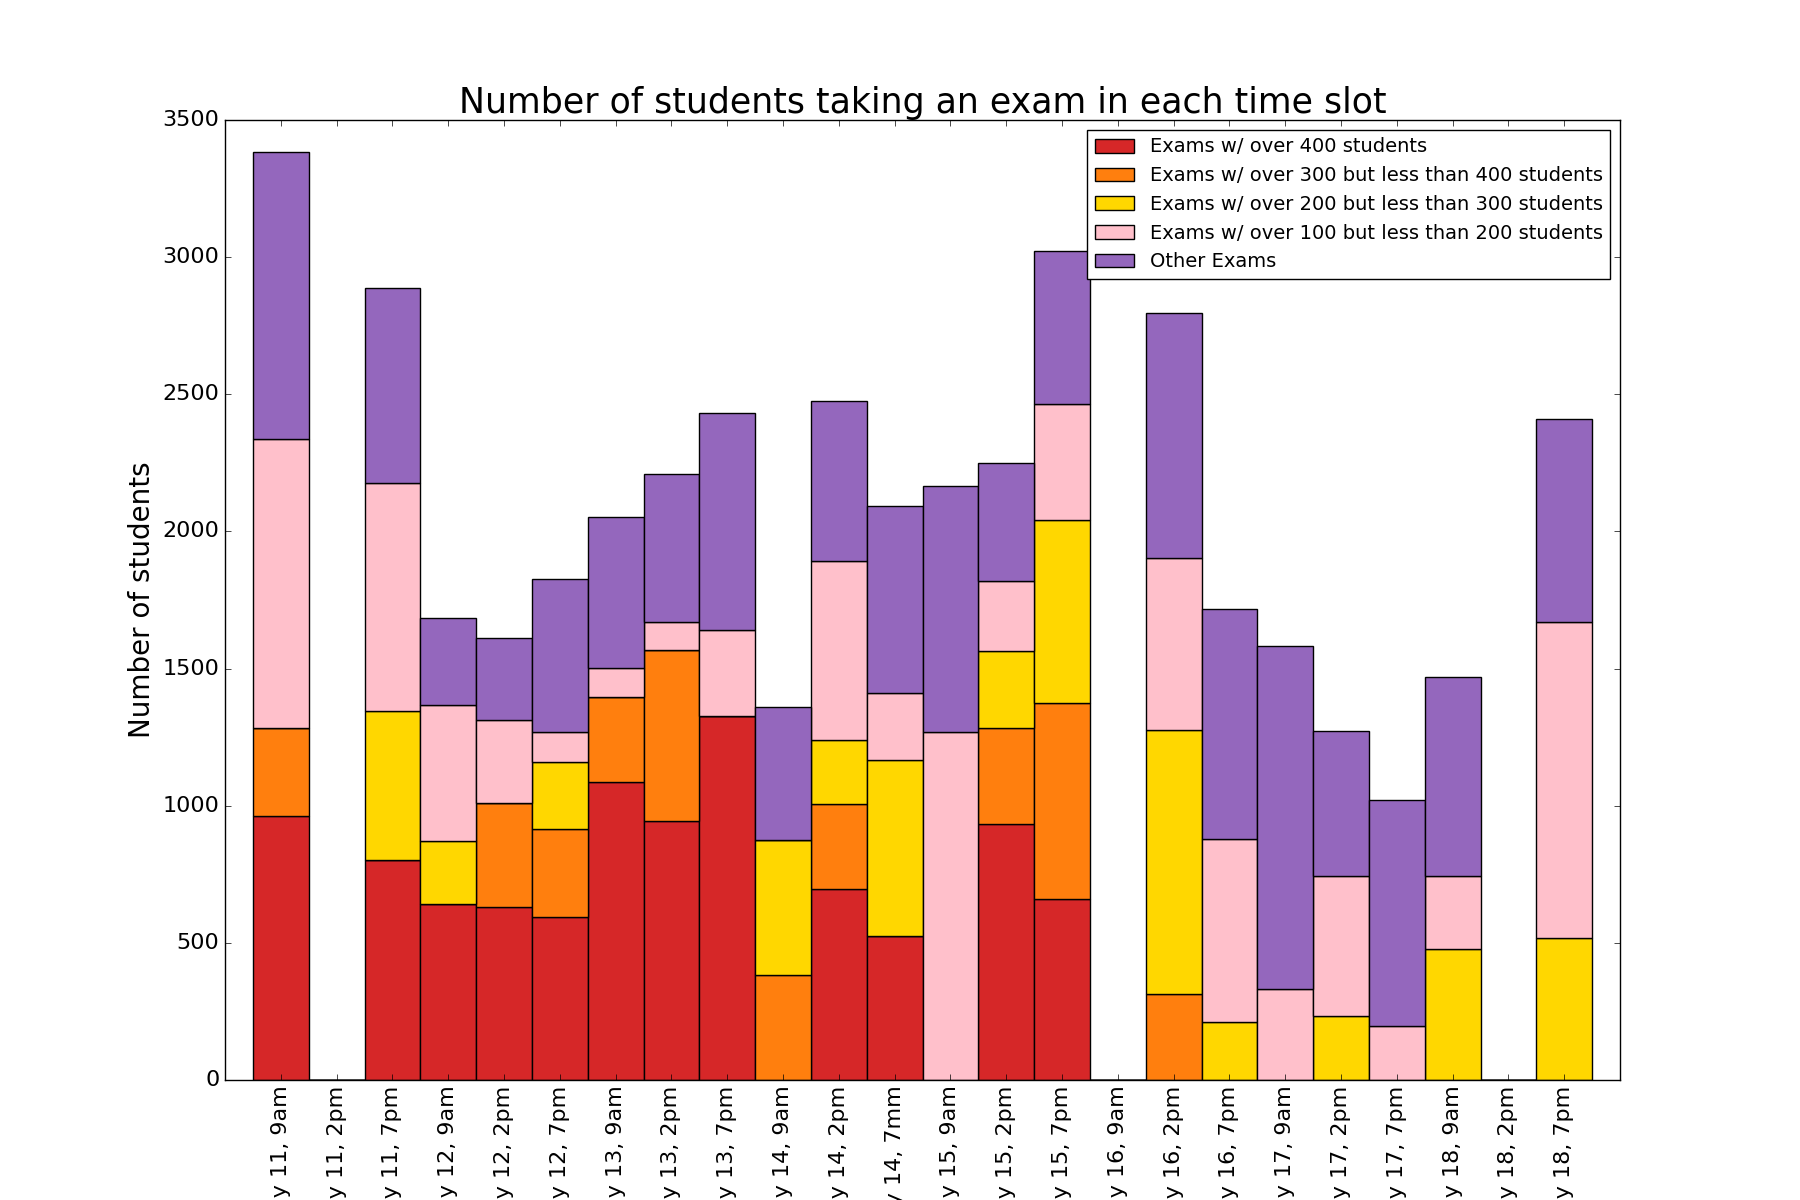 Number of students taking an exam in each time slot
Exams w/ over 400 students
Exams w/ over 300 but less than 400 students
Exams w/ over 200 but less than 300 students
Exams w/ over 100 but less than 200 students
Other Exams
Number of students
3500
3000
2500
2000
1500
1000
500
0
y 11, 9am
y 11, 2pm
y 11, 7pm
y 12, 9am
y 12, 2pm
y 12, 7pm
y 13, 9am
y 13, 2pm
y 13, 7pm
y 14, 9am
y 14, 2pm
y 14, 7mm
y 15, 9am
y 15, 2pm
y 15, 7pm
y 16, 9am
y 16, 2pm
y 16, 7pm
y 17, 9am
y 17, 2pm
y 17, 7pm
y 18, 9am
y 18, 2pm
y 18, 7pm